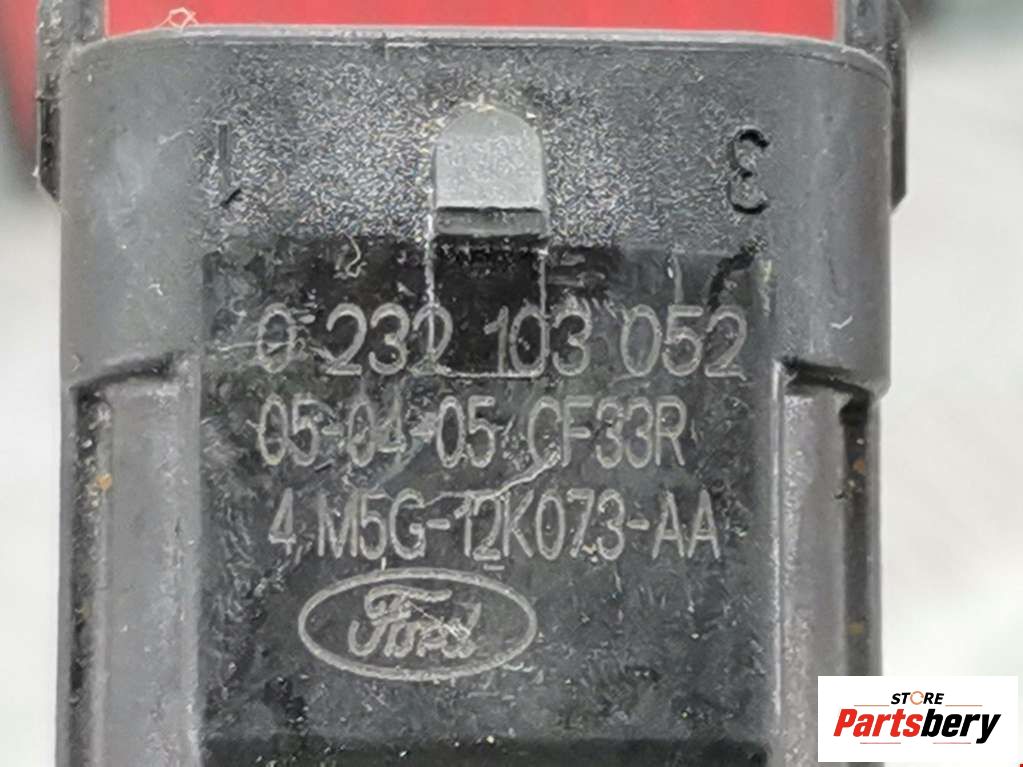 1 3
0 232 103 052
05-04-05 CF33R
4M5G-12K073-AA
Ford
STORE
Partsbery